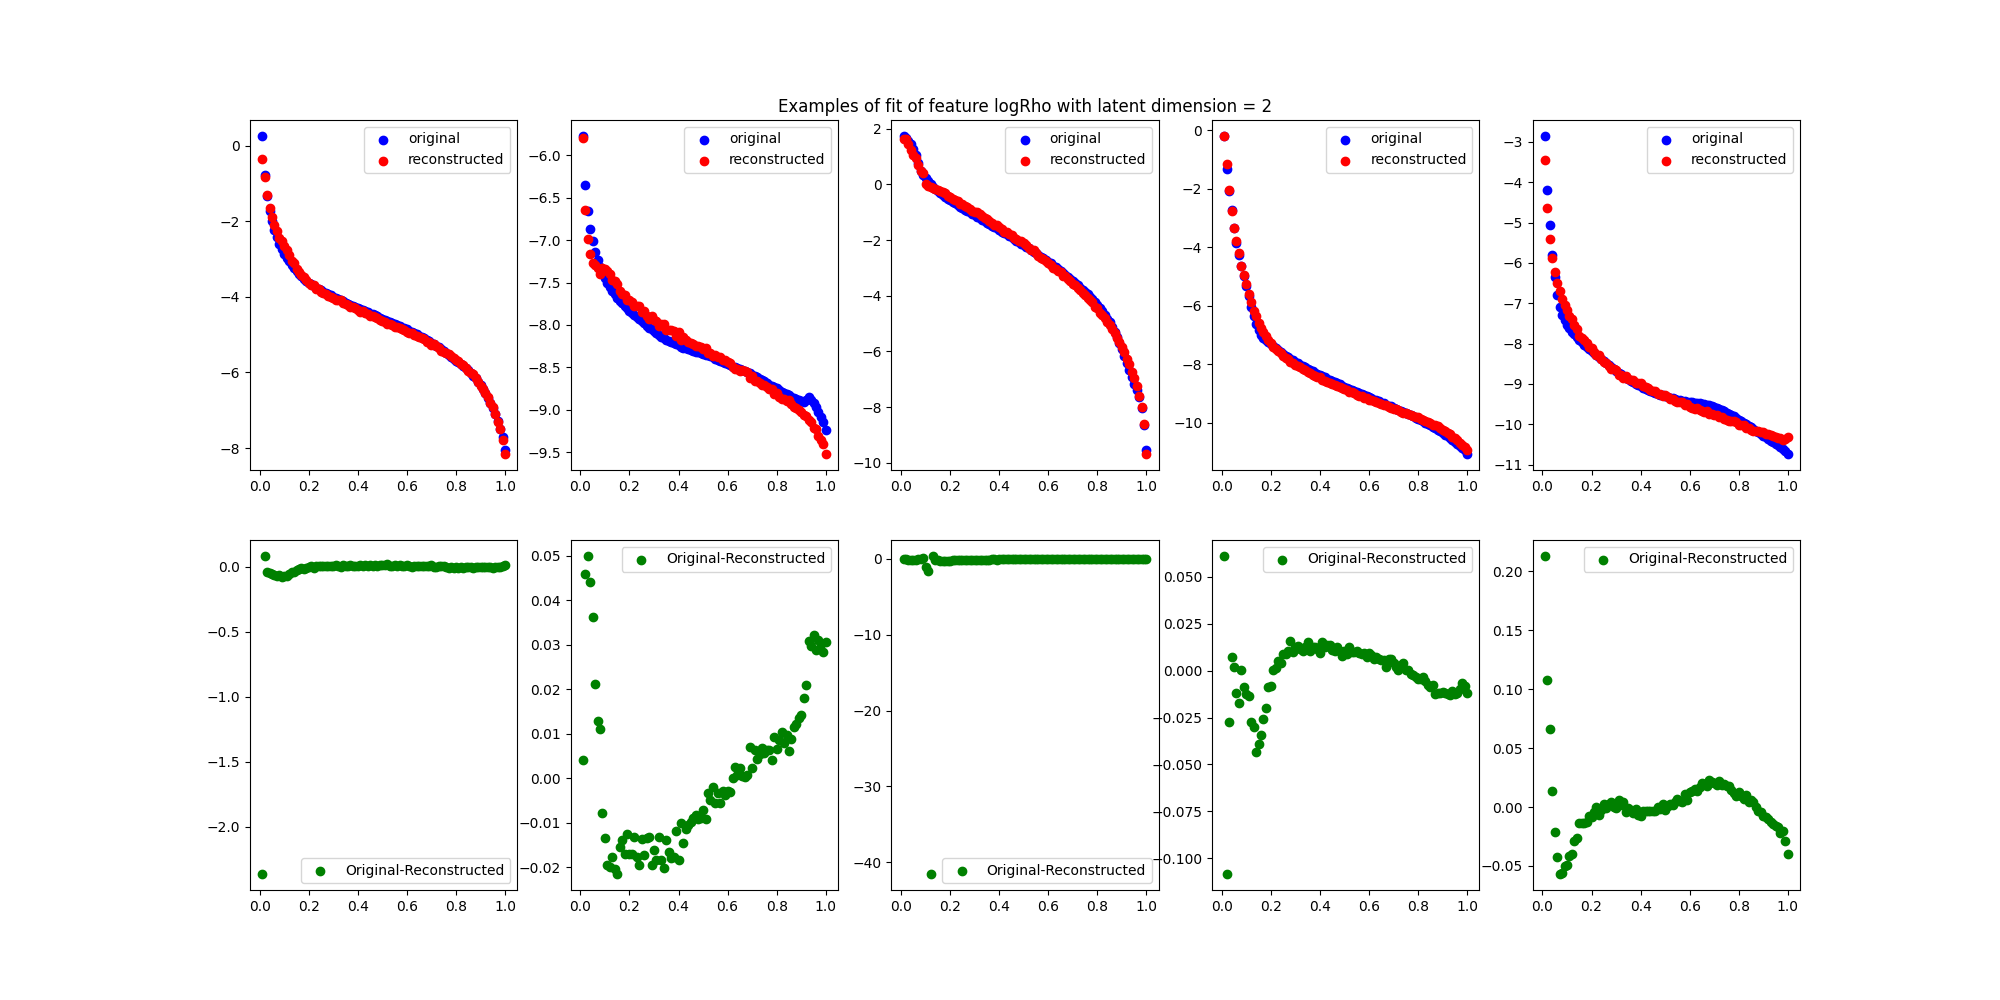 Examples of fit of feature logRho with latent dimension = 2
original
reconstructed
0
−2
−4
−6
−8
0.0 0.2 0.4 0.6 0.8 1.0
original
reconstructed
−6.0
−6.5
−7.0
−7.5
−8.0
−8.5
−9.0
−9.5
0.0 0.2 0.4 0.6 0.8 1.0
original
reconstructed
2
0
−2
−4
−6
−8
−10
0.0 0.2 0.4 0.6 0.8 1.0
original
reconstructed
0
−2
−4
−6
−8
−10
0.0 0.2 0.4 0.6 0.8 1.0
original
reconstructed
−3
−4
−5
−6
−7
−8
−9
−10
−11
0.0 0.2 0.4 0.6 0.8 1.0
0.0
−0.5
−1.0
−1.5
−2.0
Original-Reconstructed
0.0 0.2 0.4 0.6 0.8 1.0
Original-Reconstructed
0.05
0.04
0.03
0.02
0.01
0.00
−0.01
−0.02
0.0 0.2 0.4 0.6 0.8 1.0
0
−10
−20
−30
−40
Original-Reconstructed
0.0 0.2 0.4 0.6 0.8 1.0
Original-Reconstructed
0.050
0.025
0.000
−0.025
−0.050
−0.075
−0.100
0.0 0.2 0.4 0.6 0.8 1.0
Original-Reconstructed
0.20
0.15
0.10
0.05
0.00
−0.05
0.0 0.2 0.4 0.6 0.8 1.0